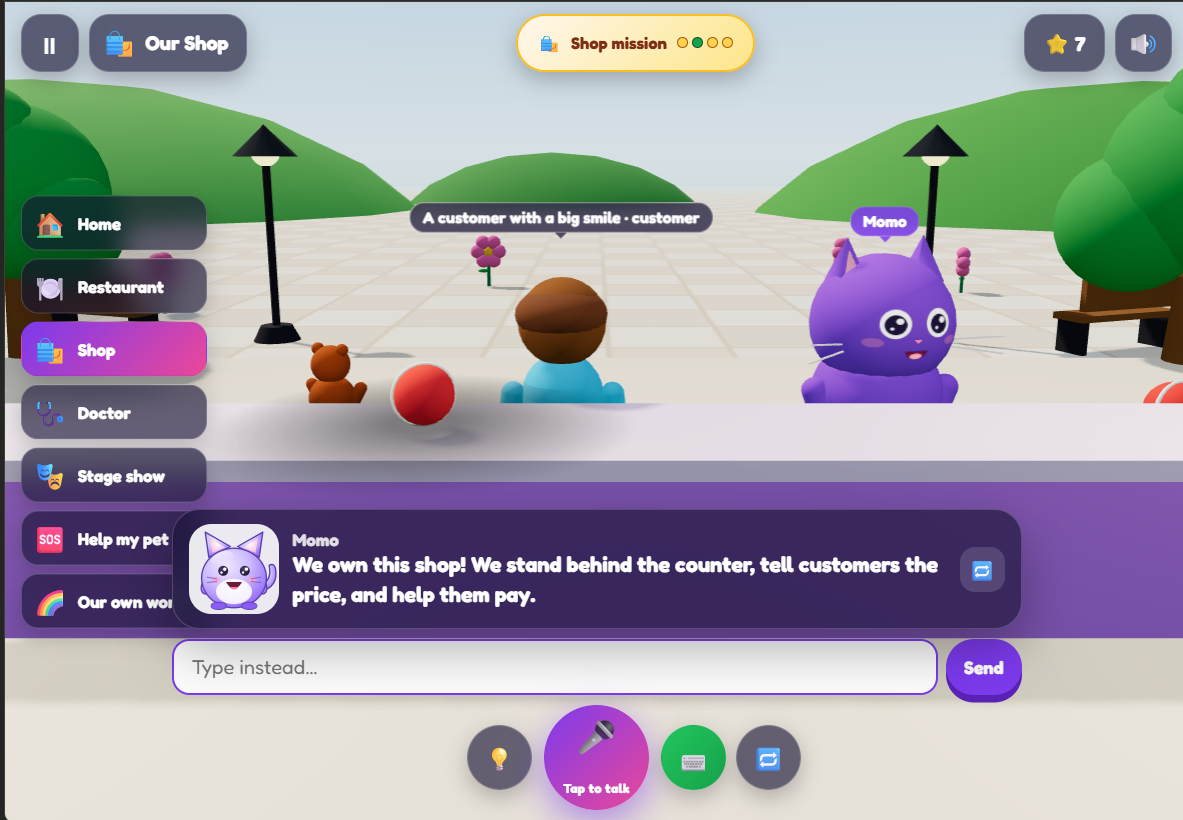 Our Shop
Shop mission
7
A customer with a big smile · customer
Momo
Home
Restaurant
Shop
Doctor
Stage show
SOS
Help my pet
Our own
Momo
We own this shop! We stand behind the counter, tell customers the
price, and help them pay.
Type instead...
Send
Tap to talk